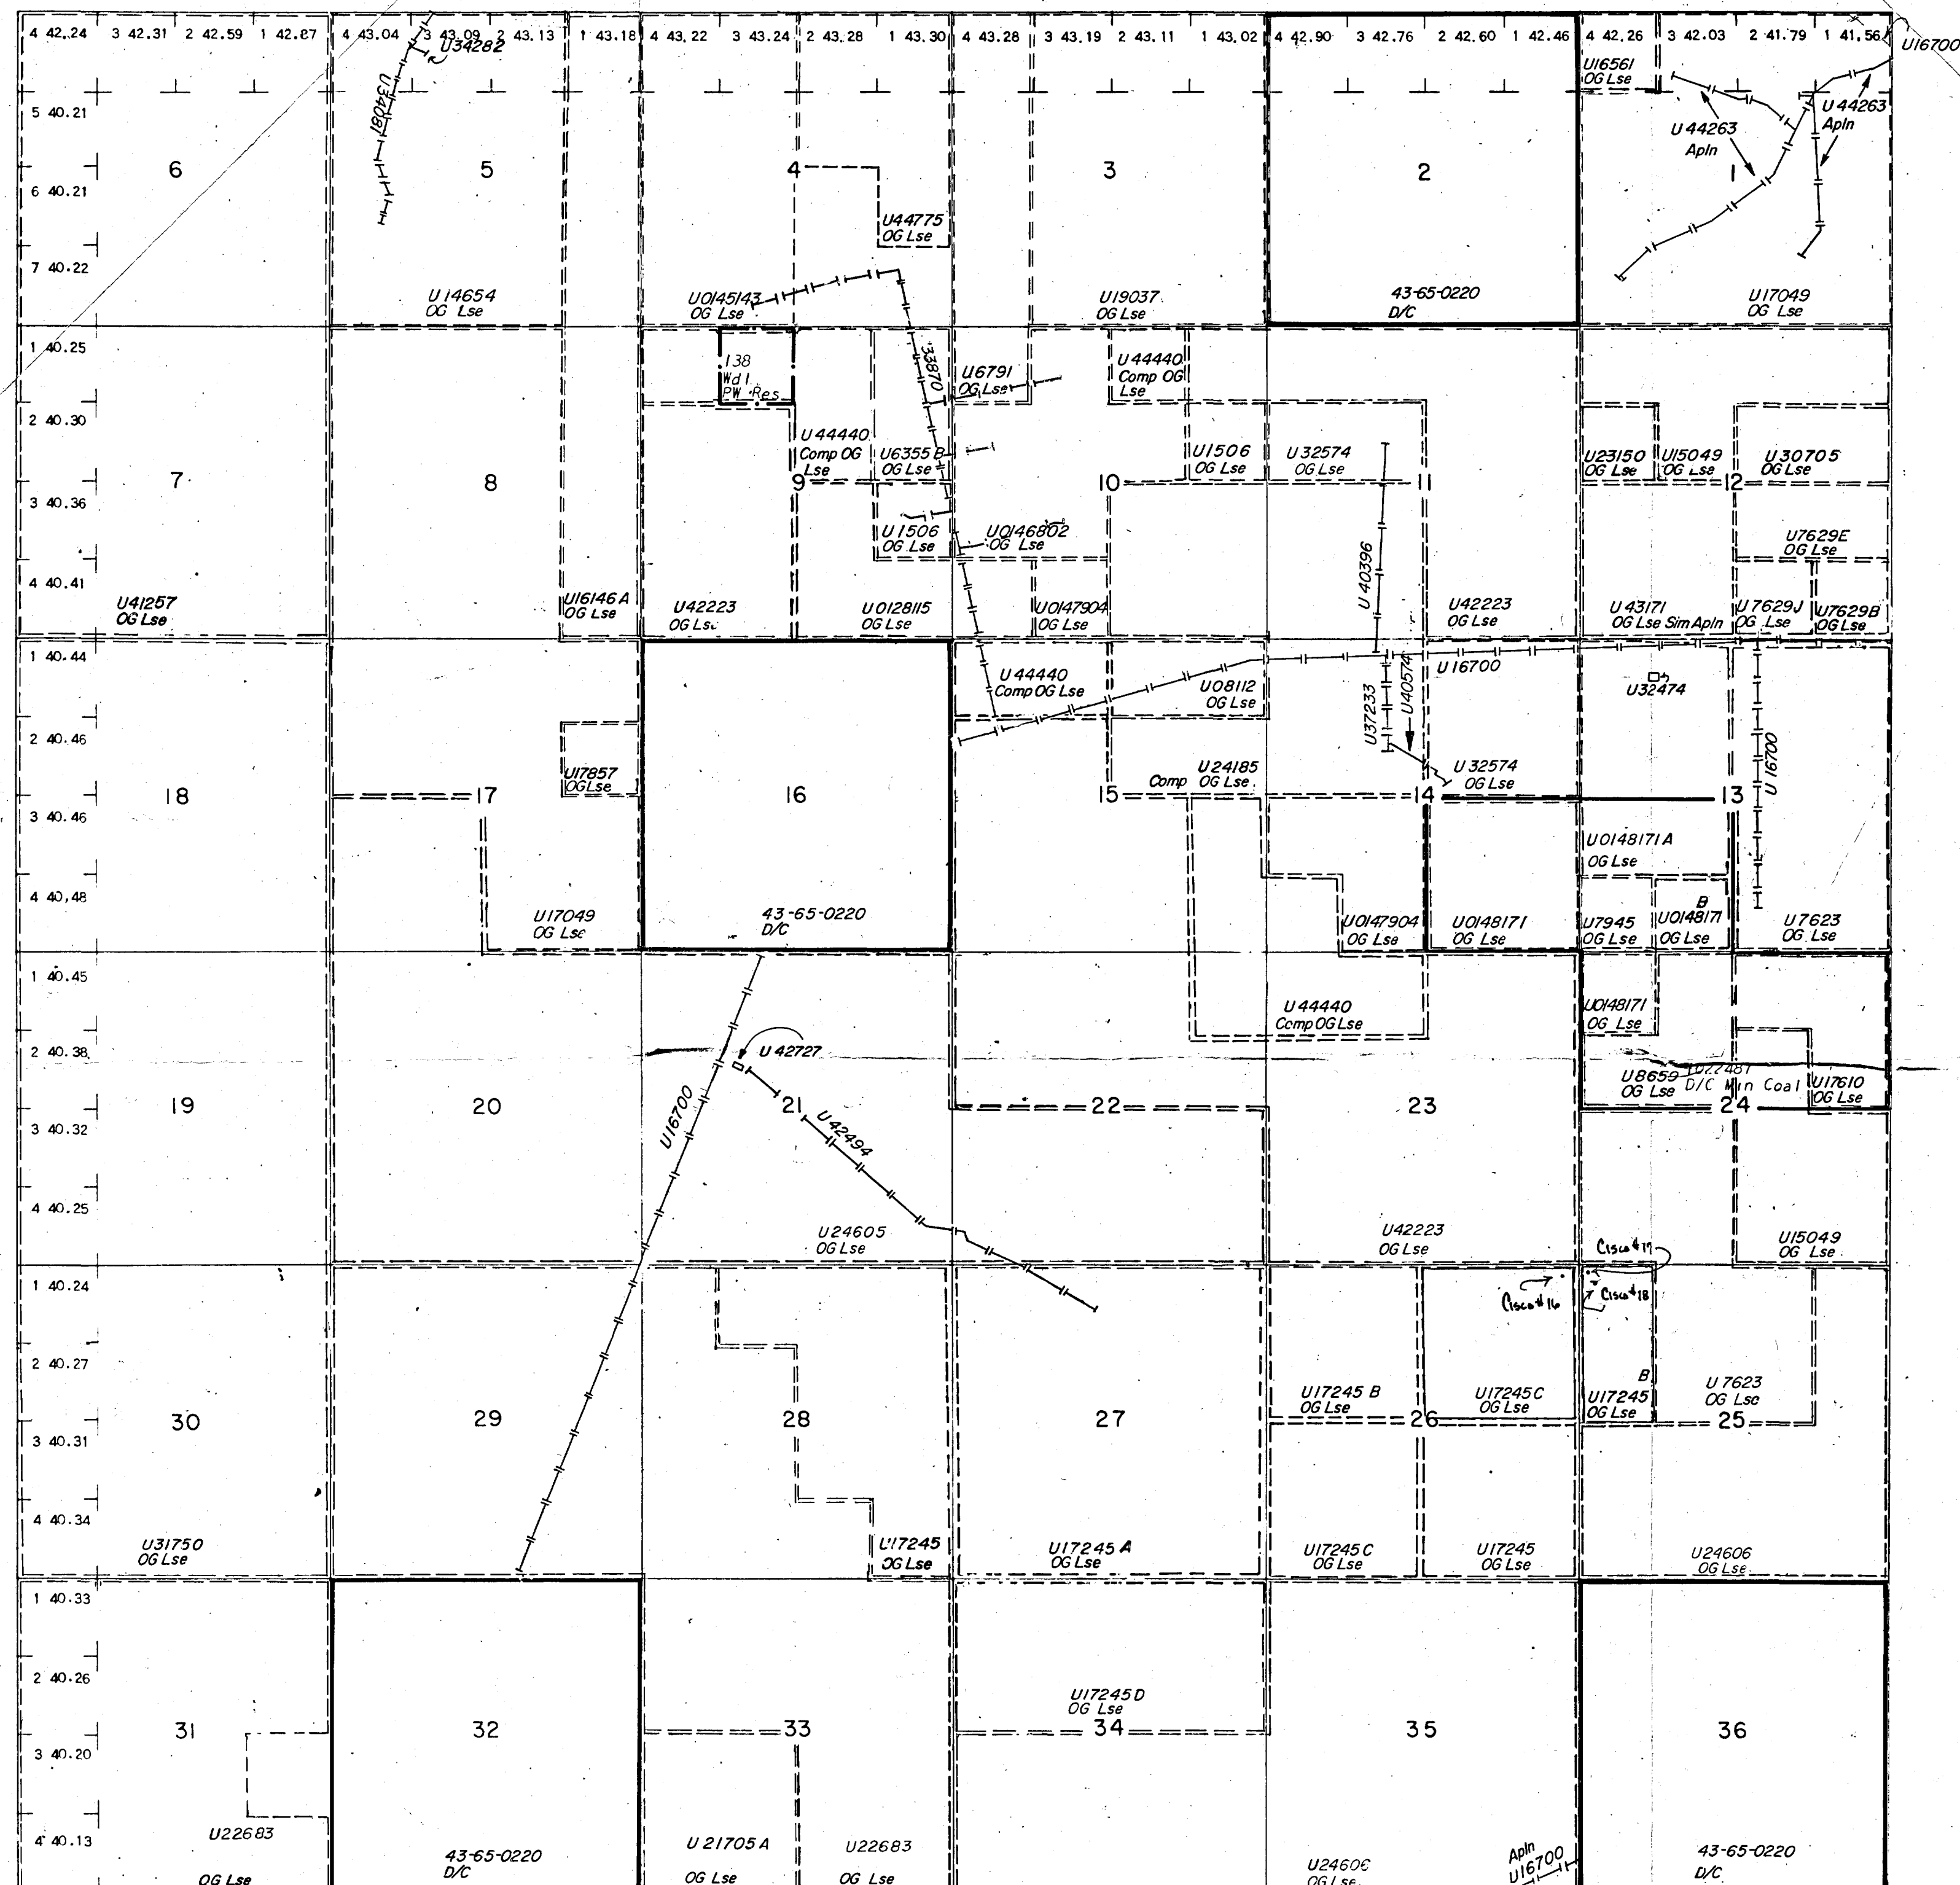 4 42.24 3 42.31 2 42.59 1 42.87 4 43.04 3 43.09 2 43.13 1 43.18 4 43.22 3 43.24 2 43.28 1 43.30 4 43.28 3 43.19 2 43.11 1 43.02 4 42.90 3 42.76 2 42.60 1 42.46 4 42.26 3 42.03 2 41.79 1 41.56
U16700
U34282
U34081
U16561
OG Lse
U44263
Apln
U44263
Apln
5 40.21
6 40.21
7 40.22
6
5
4
3
2
1
U44775
OG Lse
U14654
OG Lse
U0145143
OG Lse
U19037
OG Lse
43-65-0220
D/C
U17049
OG Lse
1 40.25
2 40.30
3 40.36
4 40.41
138
Wdl
PW Res
33870
U6791
OG Lse
U44440
Comp OG
Lse
U44440
Comp OG
Lse
U6355 B
OG Lse
U1506
OG Lse
U32574
OG Lse
U23150
OG Lse
U15049
OG Lse
U30705
OG Lse
7
8
9
10
11
12
U1506
OG Lse
U0146802
OG Lse
U40396
U7629E
OG Lse
U41257
OG Lse
U16146A
OG Lse
U42223
OG Lse
U0128115
OG Lse
U0147904
OG Lse
U42223
OG Lse
U43171
OG Lse Sim Apln
U7629J
OG Lse
U7629B
OG Lse
1 40.44
2 40.46
3 40.46
4 40.48
U44440
Comp OG Lse
U08112
OG Lse
U16700
U37233
U40574
U32474
U16700
U17857
OG Lse
Comp U24185
OG Lse
U32574
OG Lse
18
17
16
15
14
13
U0148171A
OG Lse
U17049
OG Lse
43-65-0220
D/C
U0147904
OG Lse
U0148171
OG Lse
U7945
OG Lse
B
U0148171
OG Lse
U7623
OG Lse
1 40.45
2 40.38
3 40.32
4 40.25
U44440
Comp OG Lse
U0148171
OG Lse
U42727
U8659
OG Lse
D/C Min Coal
U17610
OG Lse
19
20
21
22
23
24
U16700
U42494
U24605
OG Lse
U42223
OG Lse
U15049
OG Lse
1 40.24
2 40.27
3 40.31
4 40.34
Cisco #17
Cisco #16
Cisco #18
U17245 B
OG Lse
U17245C
OG Lse
B
U17245
OG Lse
U7623
OG Lse
30
29
28
27
26
25
U31750
OG Lse
U17245
OG Lse
U17245 A
OG Lse
U17245C
OG Lse
U17245
OG Lse
U24606
OG Lse
1 40.33
2 40.26
3 40.20
4 40.13
U17245D
OG Lse
31
32
33
34
35
36
U22683
OG Lse
43-65-0220
D/C
U21705A
OG Lse
U22683
OG Lse
U24606
OG Lse
Apln
U16700
43-65-0220
D/C